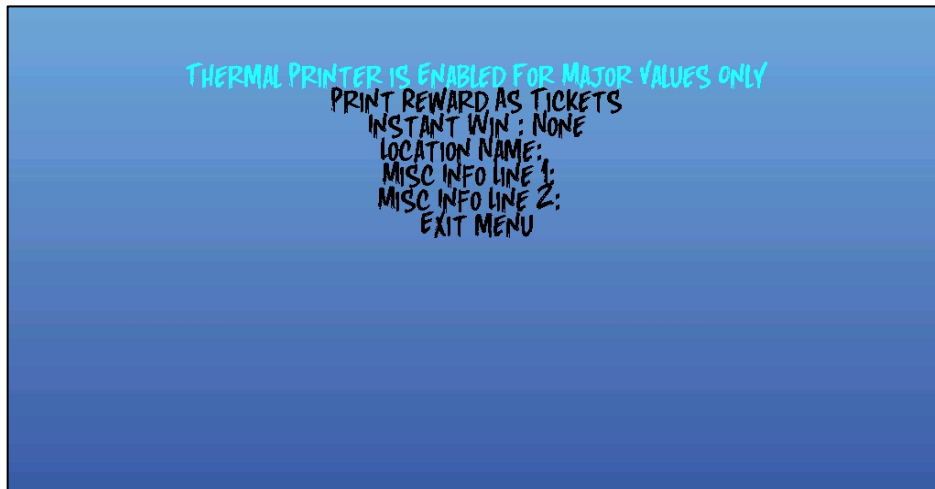 Thermal Printer is Enabled For Major Values Only
Print Reward as Tickets
Instant Win : None
Location Name:
Misc Info Line 1:
Misc Info Line 2:
Exit Menu